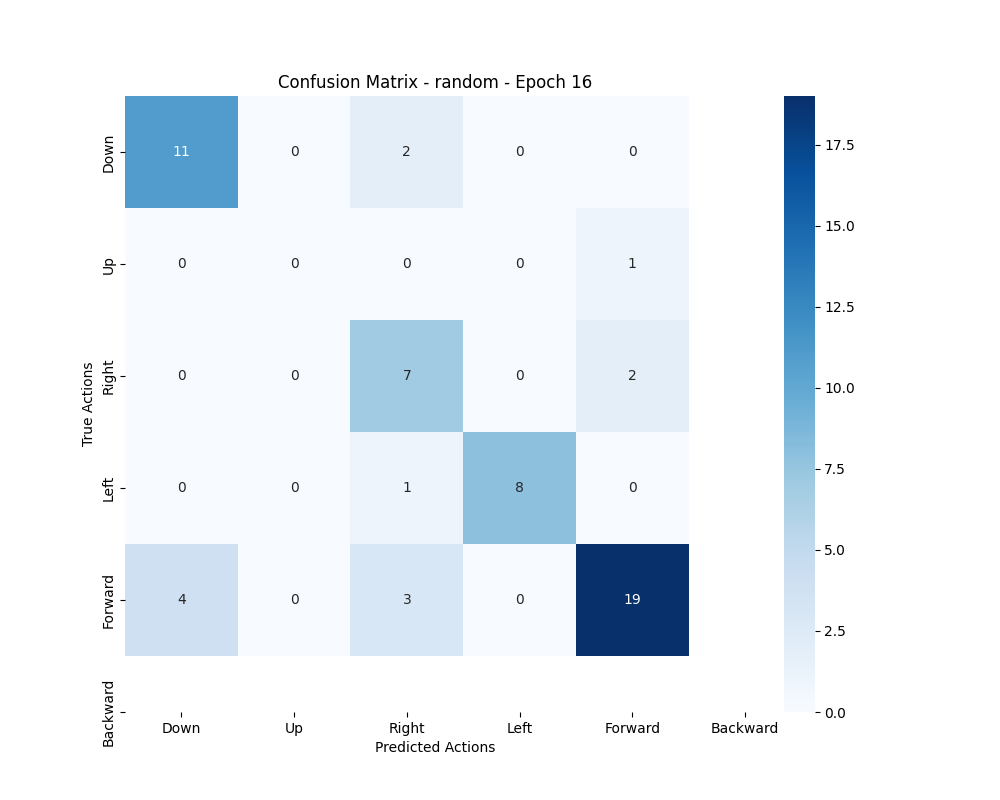 Confusion Matrix - random - Epoch 16
True Actions
Down
11 0 2 0 0
Up
0 0 0 0 1
Right
0 0 7 0 2
Left
0 0 1 8 0
Forward
4 0 3 0 19
Backward
Down Up Right Left Forward Backward
Predicted Actions
17.5
15.0
12.5
10.0
7.5
5.0
2.5
0.0